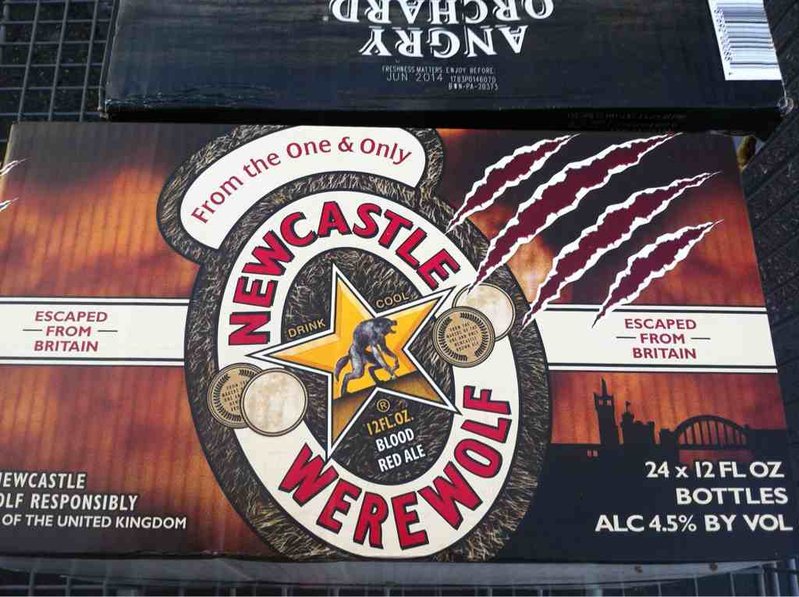 ANGRY
ORCHARD
FRESHNESS MATTERS. ENJOY BEFORE:
JUN 2014
From the One & Only
NEWCASTLE
DRINK COOL
®
12FL.OZ.
BLOOD
RED ALE
WEREWOLF
ESCAPED
FROM
BRITAIN
ESCAPED
FROM
BRITAIN
NEWCASTLE
OLF RESPONSIBLY
OF THE UNITED KINGDOM
24 x 12 FL OZ
BOTTLES
ALC 4.5% BY VOL